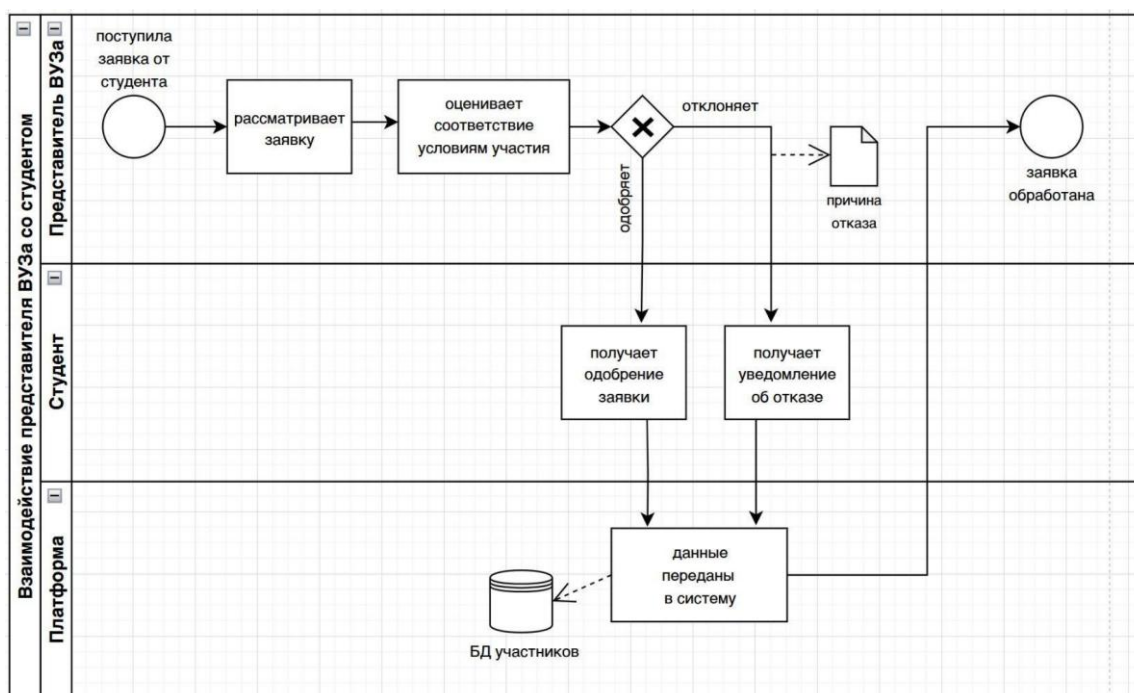 Взаимодействие представителя ВУЗа со студентом
Представитель ВУЗа
поступила
заявка от
студента
рассматривает
заявку
оценивает
соответствие
условиям участия
отклоняет
одобряет
причина
отказа
заявка
обработана
Студент
получает
одобрение
заявки
получает
уведомление
об отказе
Платформа
данные
переданы
в систему
БД участников